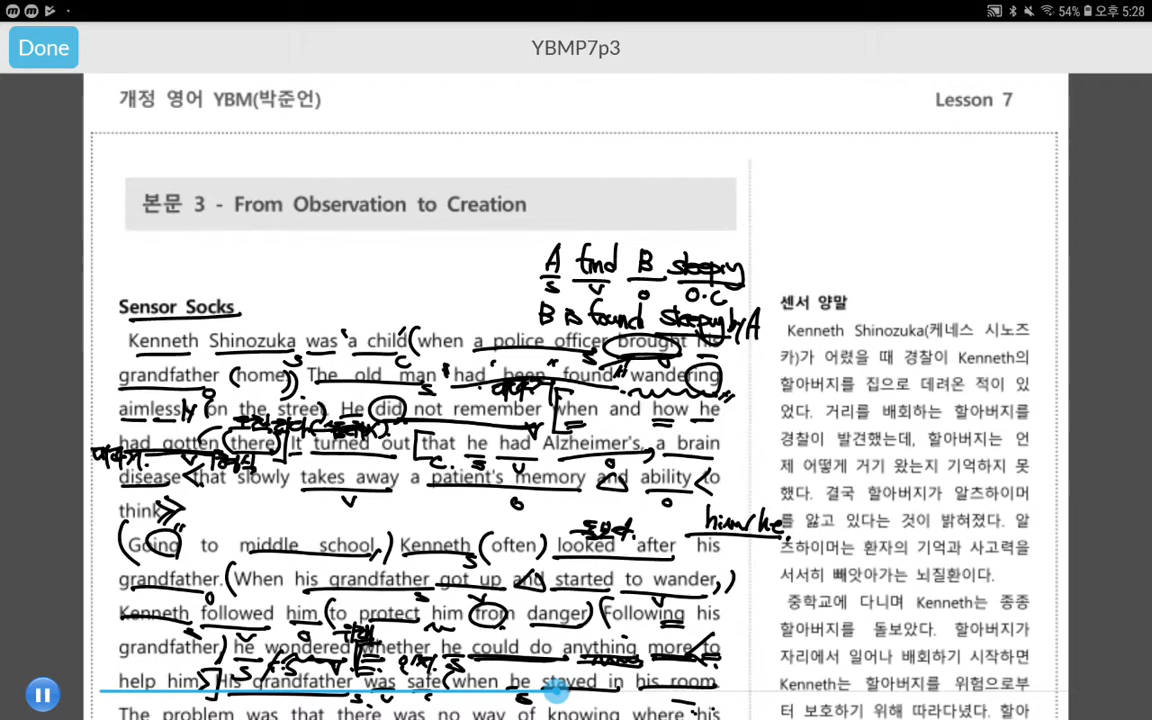 54% 오후 5:28
Done
YBMP7p3
개정 영어 YBM(박준언)
Lesson 7
본문 3 - From Observation to Creation
A find B sleeping
S V O O.C
B is found sleeping by A
Sensor Socks
Kenneth Shinozuka was a child when a police officer brought his
grandfather home. The old man had been found wandering
aimlessly on the street. He did not remember when and how he
had gotten there. It turned out that he had Alzheimer's, a brain
disease that slowly takes away a patient's memory and ability to
think.
Going to middle school, Kenneth often looked after his
grandfather. When his grandfather got up and started to wander,
Kenneth followed him to protect him from danger. Following his
grandfather, he wondered whether he could do anything more to
help him. His grandfather was safe when he stayed in his room.
The problem was that there was no way of knowing where his
센서 양말
Kenneth Shinozuka(케네스 시노즈
카)가 어렸을 때 경찰이 Kenneth의
할아버지를 집으로 데려온 적이 있
었다. 거리를 배회하는 할아버지를
경찰이 발견했는데, 할아버지는 언
제 어떻게 거기 왔는지 기억하지 못
했다. 결국 할아버지가 알츠하이머
를 앓고 있다는 것이 밝혀졌다. 알
츠하이머는 환자의 기억과 사고력을
서서히 빼앗아가는 뇌질환이다.
중학교에 다니며 Kenneth는 종종
할아버지를 돌보았다. 할아버지가
자리에서 일어나 배회하기 시작하면
Kenneth는 할아버지를 위험으로부
터 보호하기 위해 따라다녔다. 할아